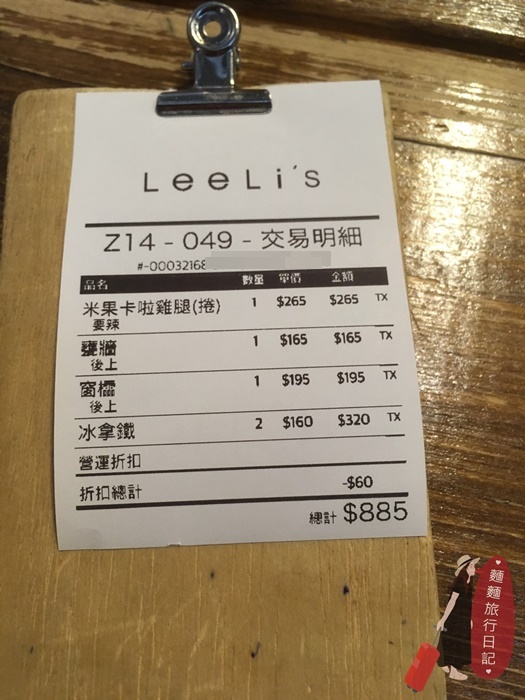 LeeLi's
Z14 - 049 - 交易明細
#-00032168
品名 數量 單價 金額
米果卡啦雞腿(捲) 1 $265 $265 TX
要辣
1 $165 $165 TX
後上
窗櫺 1 $195 $195 TX
後上
冰拿鐵 2 $160 $320 TX
營運折扣
折扣總計 -$60
總計 $885
麵麵旅行日記